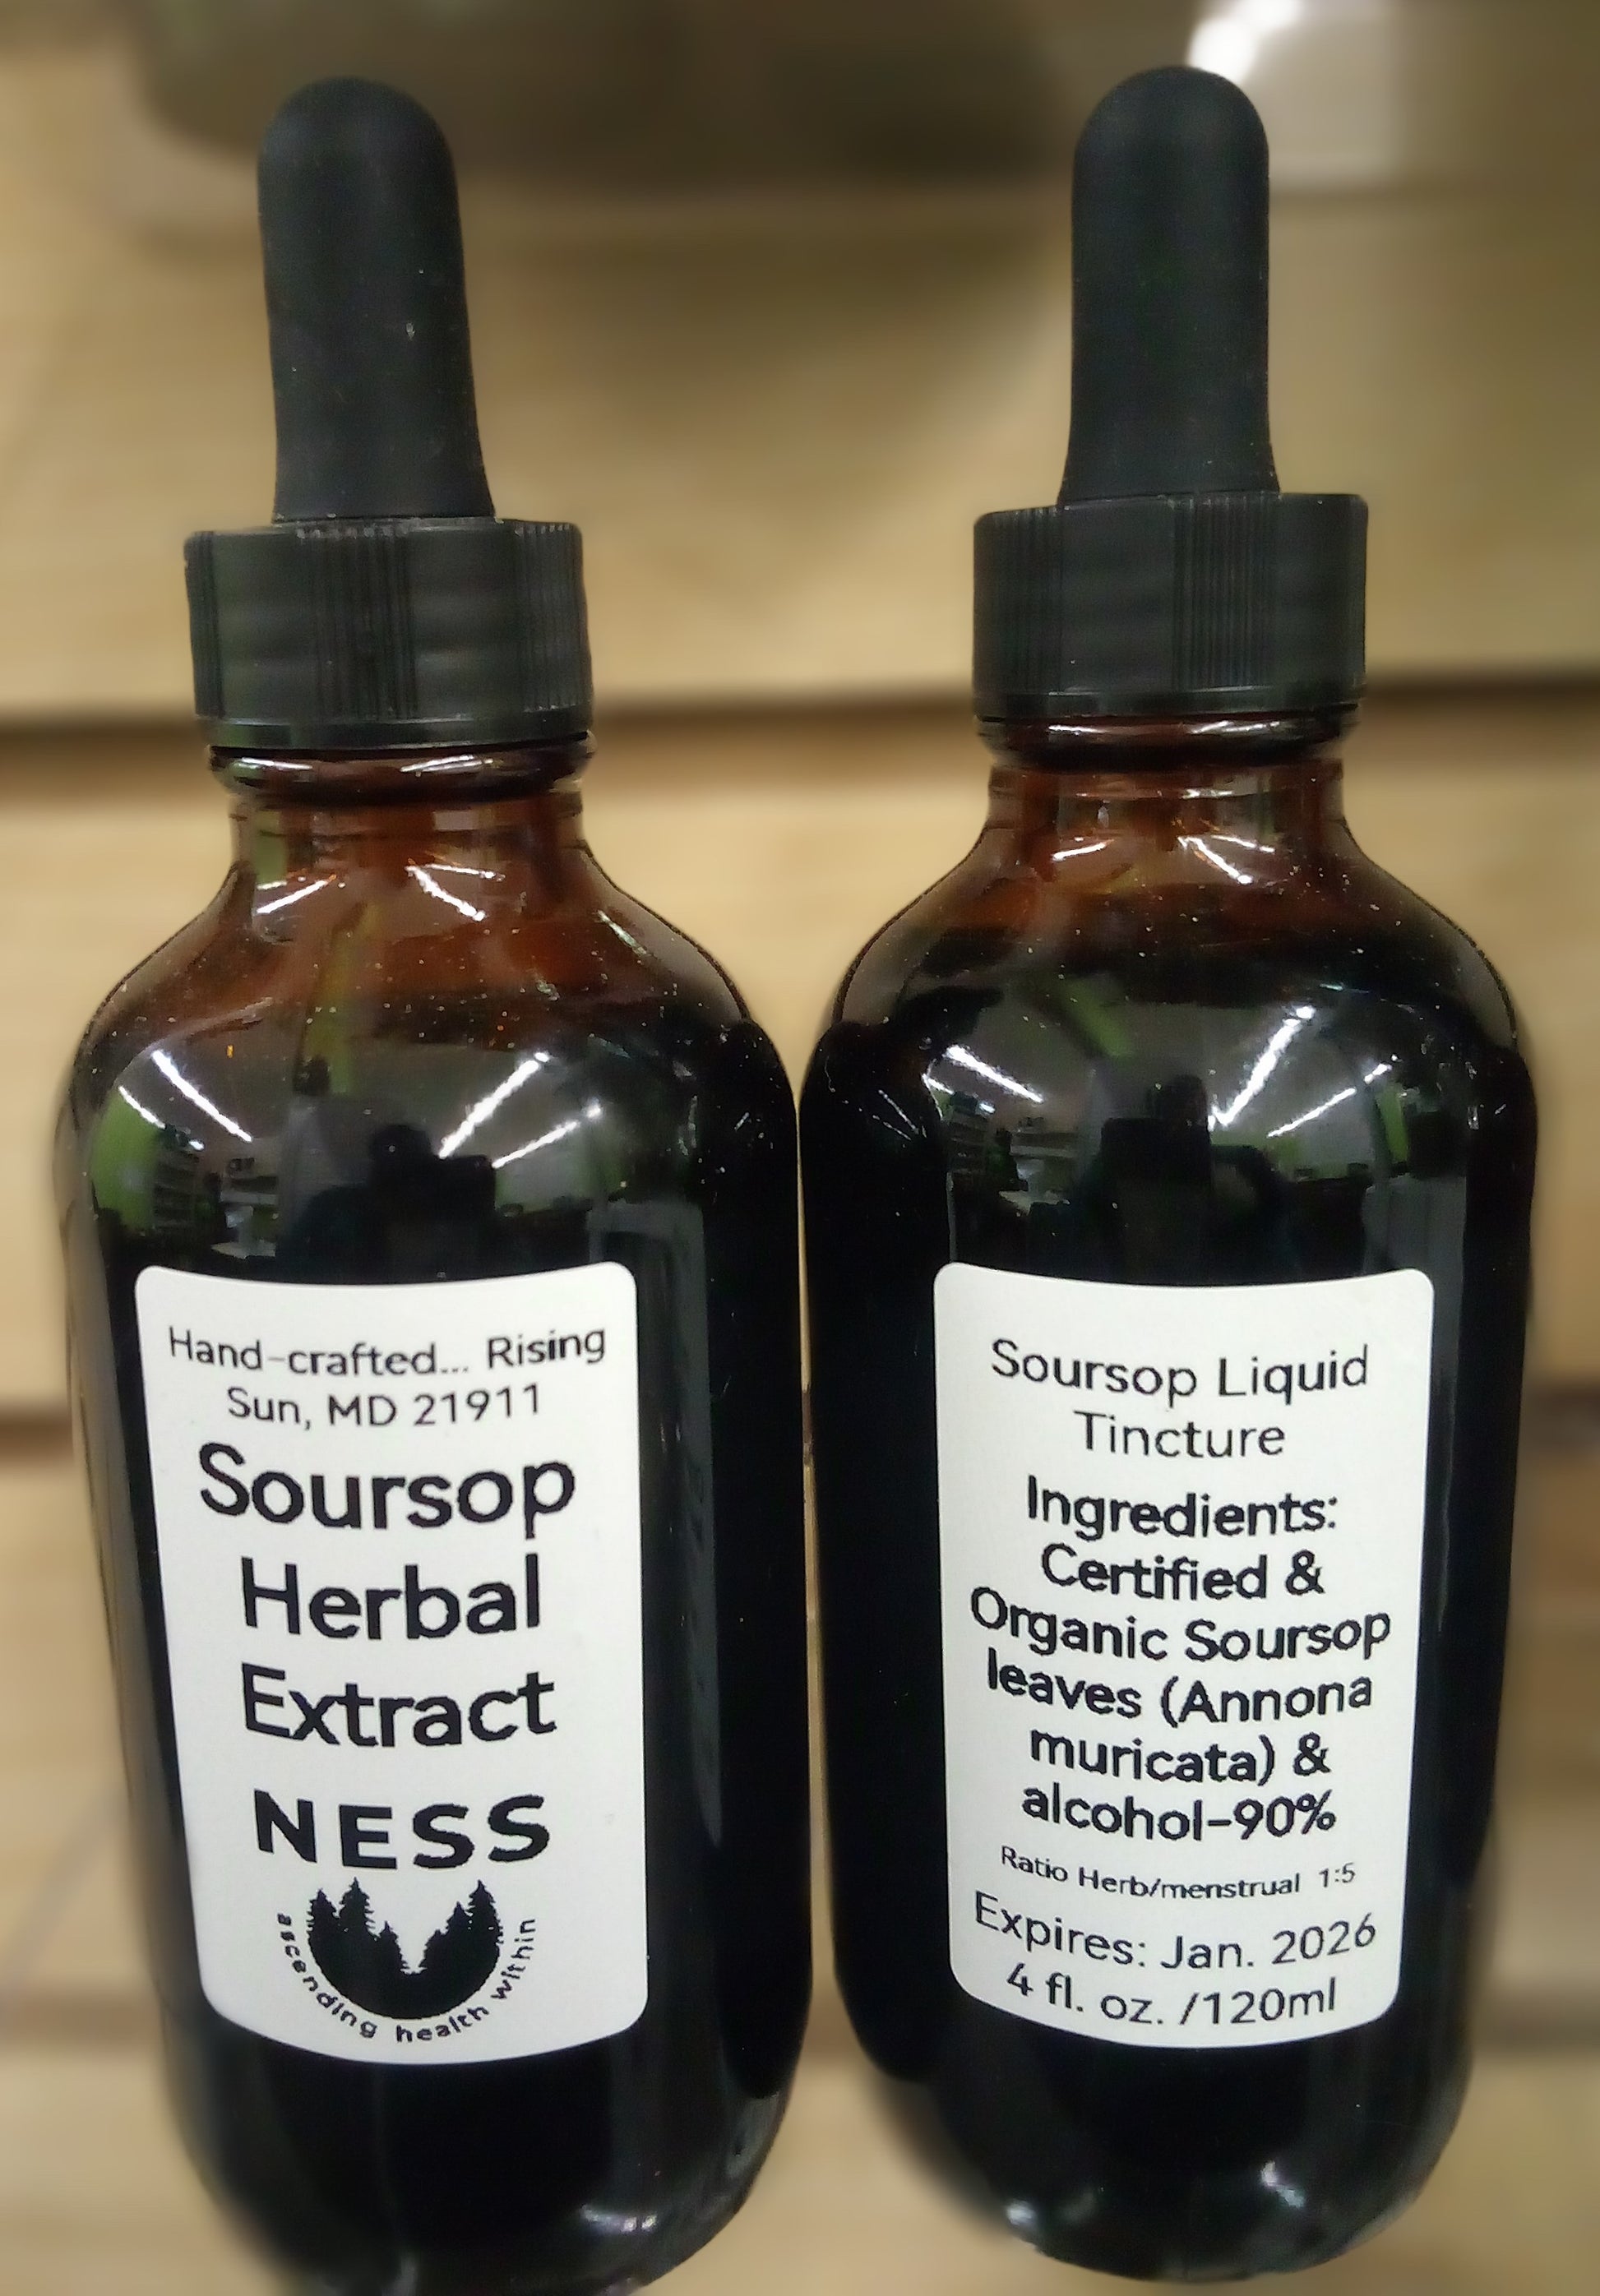 Hand-crafted... Rising
Sun, MD 21911
Soursop
Herbal
Extract
NESS
ascending health within
Soursop Liquid
Tincture
Ingredients:
Certified &
Organic Soursop
leaves (Annona
muricata) &
alcohol-90%
Ratio Herb/menstrual 1:5
Expires: Jan. 2026
4 fl. oz. /120ml